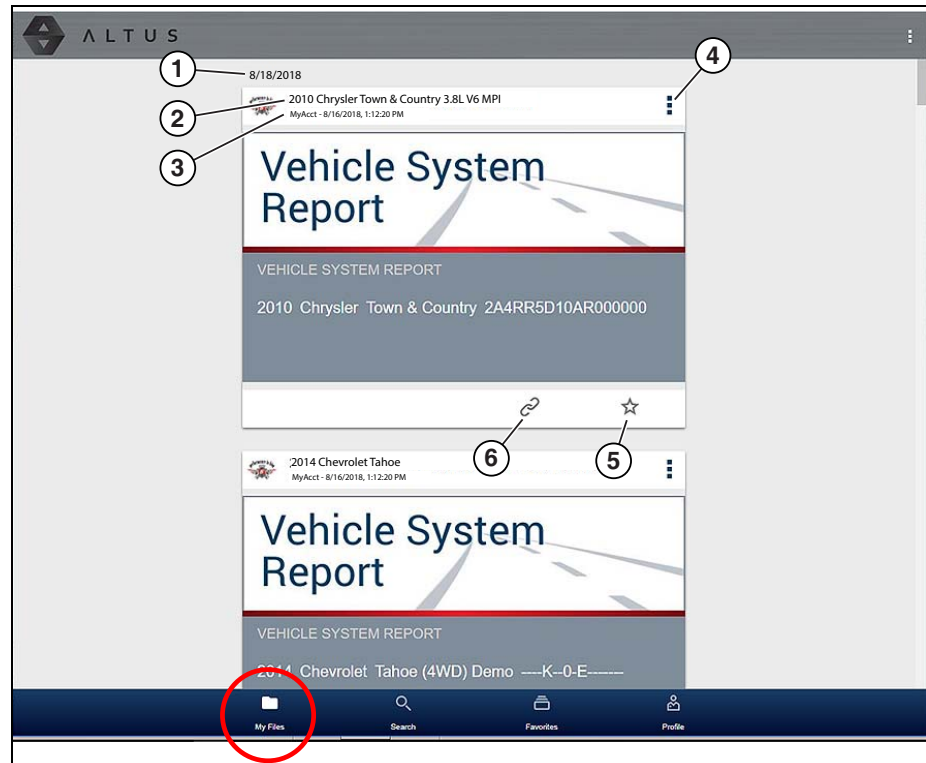 ALTUS
1
8/18/2018
4
2010 Chrysler Town & Country 3.8L V6 MPI
2
MyAcct - 8/16/2018, 1:12:20 PM
3
Vehicle System
Report
VEHICLE SYSTEM REPORT
2010 Chrysler Town & Country 2A4RR5D10AR000000
6
5
2014 Chevrolet Tahoe
MyAcct - 8/16/2018, 1:12:20 PM
Vehicle System
Report
VEHICLE SYSTEM REPORT
2014 Chevrolet Tahoe (4WD) Demo ----K--0-E-------
My Files
Search
Favorites
Profile